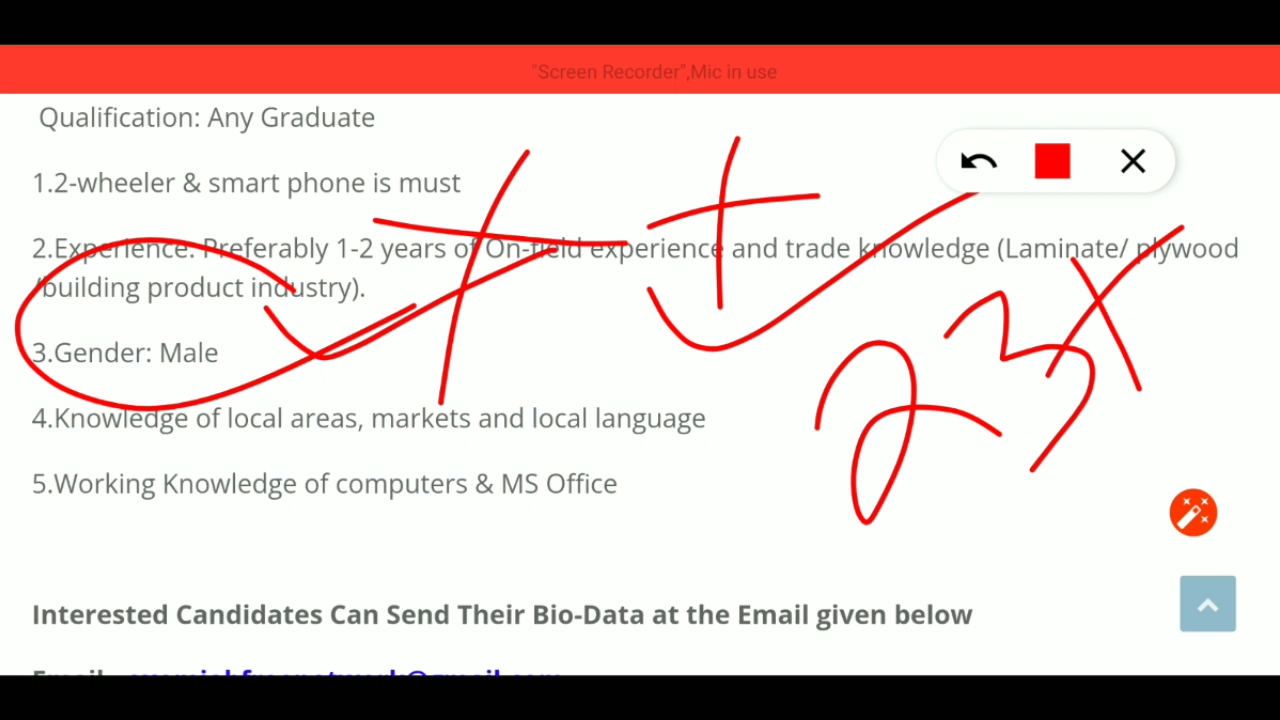 "Screen Recorder",Mic in use
Qualification: Any Graduate
1.2-wheeler & smart phone is must
2.Experience: Preferably 1-2 years of On-field experience and trade knowledge (Laminate/ plywood
/building product industry).
3.Gender: Male
4.Knowledge of local areas, markets and local language
5.Working Knowledge of computers & MS Office
23
Interested Candidates Can Send Their Bio-Data at the Email given below
Email